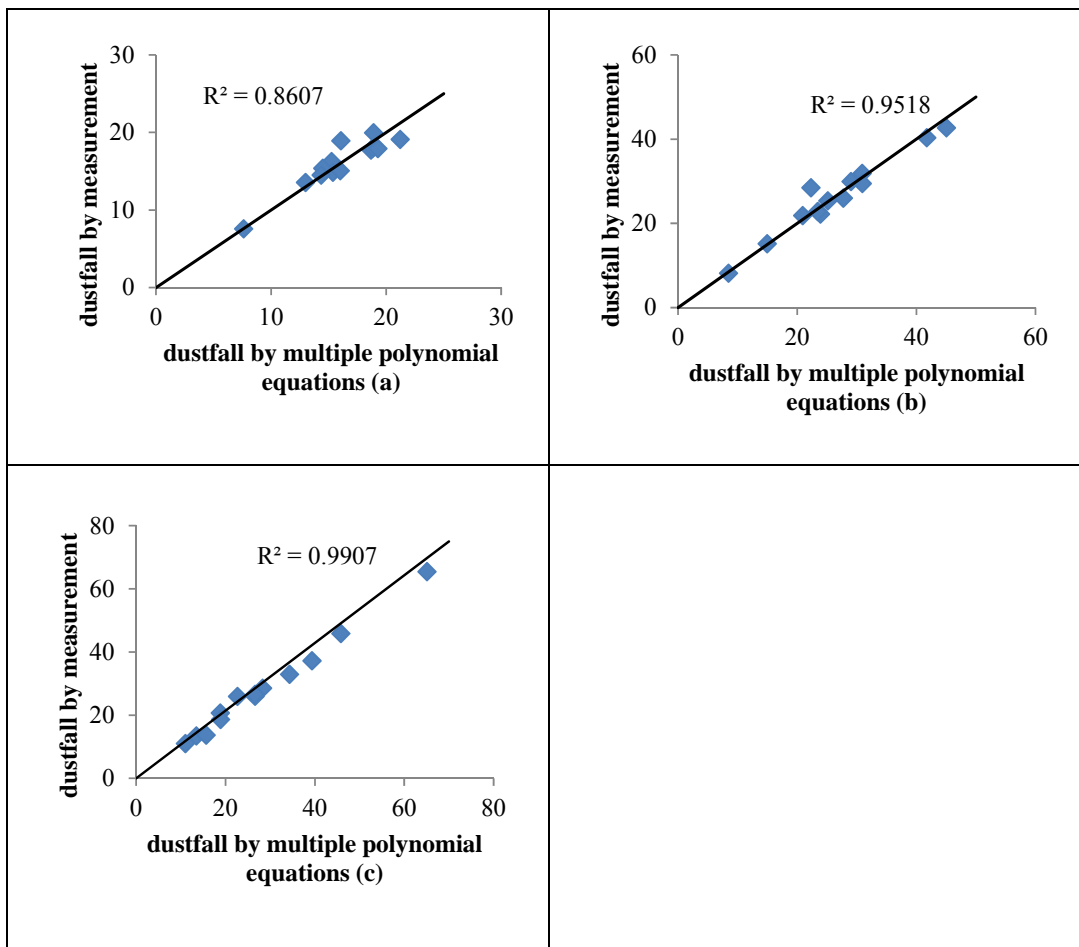 dustfall by measurement
30
20
10
0
0 10 20 30
R² = 0.8607
dustfall by multiple polynomial
equations (a)
dustfall by measurement
60
40
20
0
0 20 40 60
R² = 0.9518
dustfall by multiple polynomial
equations (b)
dustfall by measurement
80
60
40
20
0
0 20 40 60 80
R² = 0.9907
dustfall by multiple polynomial
equations (c)